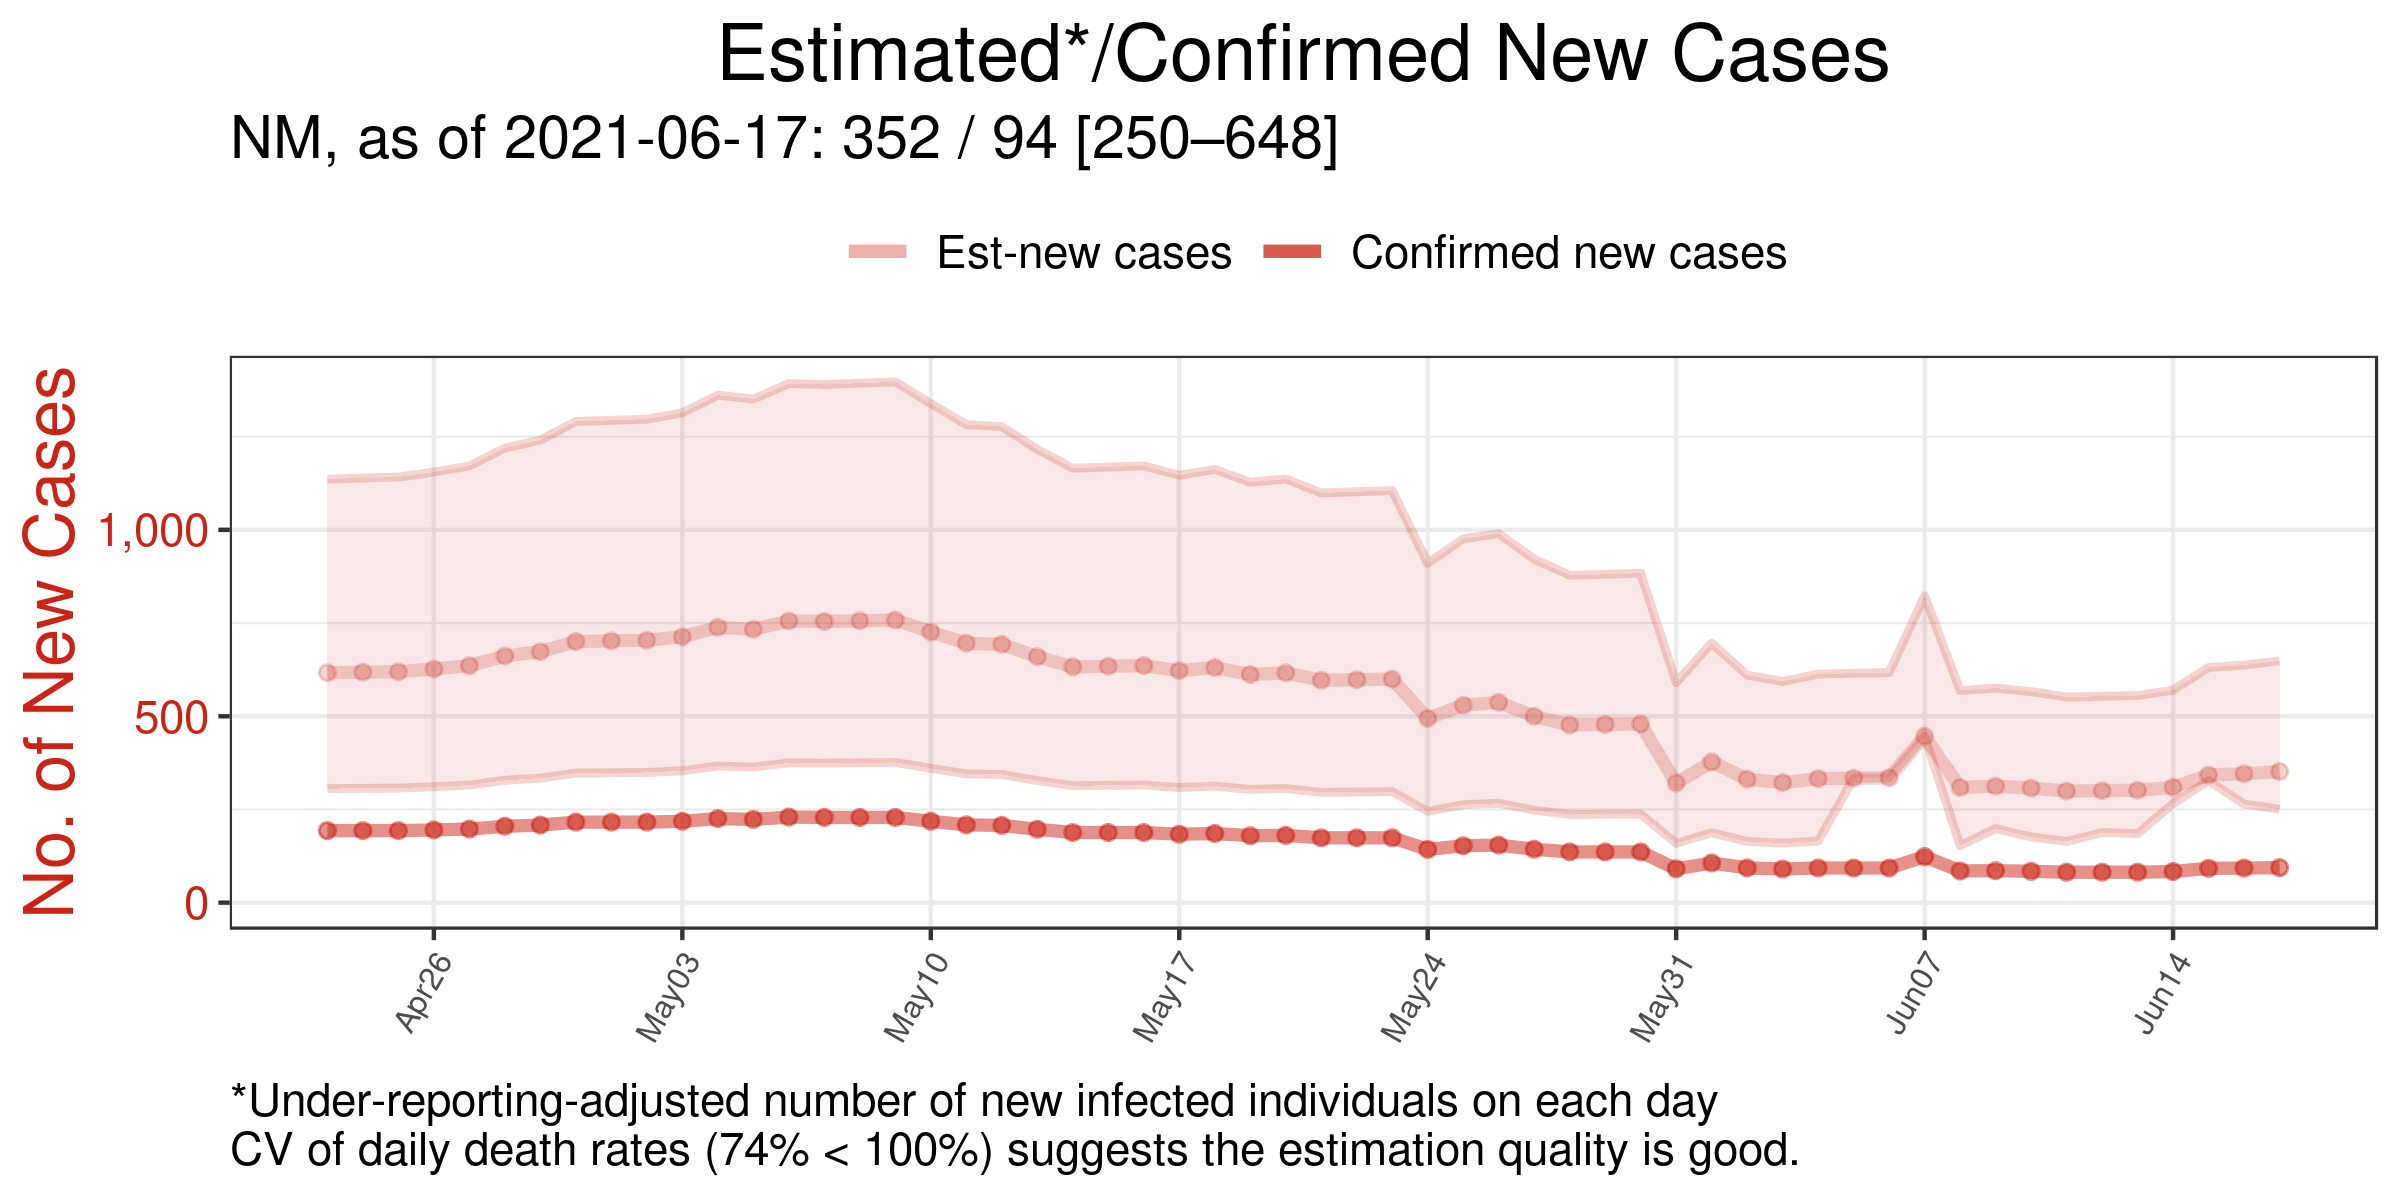 Estimated*/Confirmed New Cases
NM, as of 2021-06-17: 352 / 94 [250–648]
Est-new cases Confirmed new cases
No. of New Cases
1,000
500
0
Apr26 May03 May10 May17 May24 May31 Jun07 Jun14
*Under-reporting-adjusted number of new infected individuals on each day
CV of daily death rates (74% < 100%) suggests the estimation quality is good.